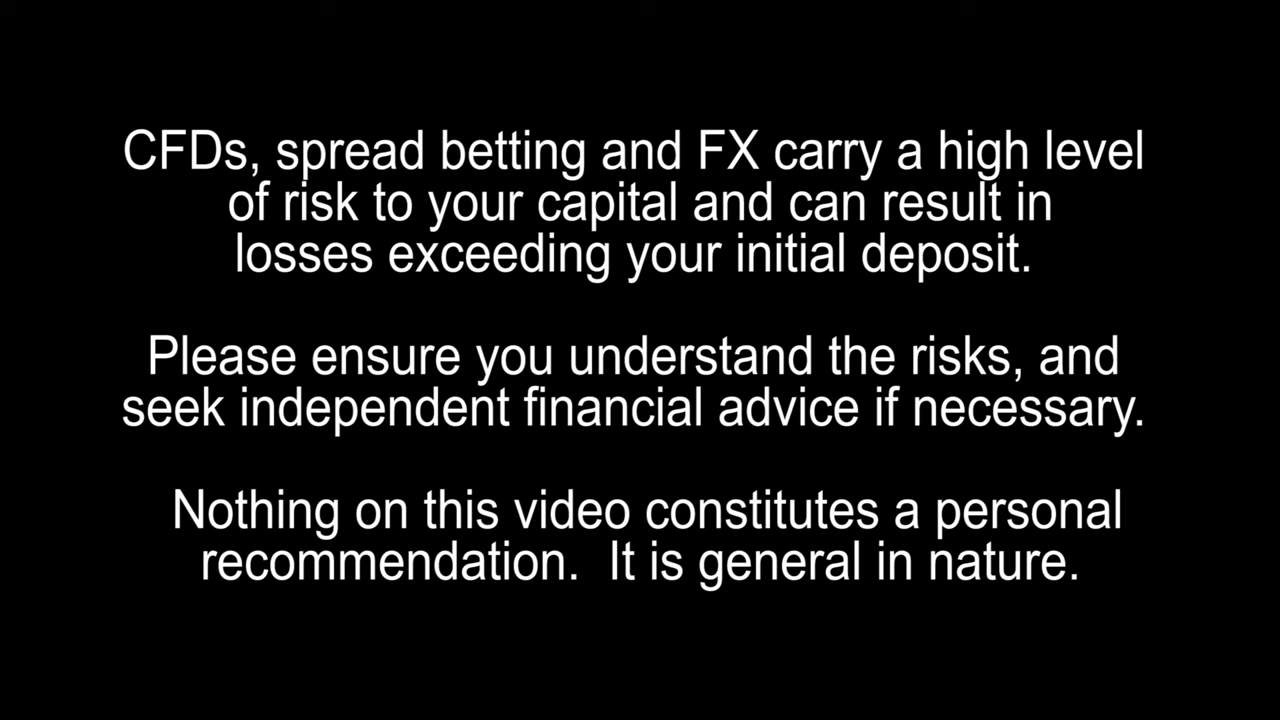 CFDs, spread betting and FX carry a high level
of risk to your capital and can result in
losses exceeding your initial deposit.
Please ensure you understand the risks, and
seek independent financial advice if necessary.
Nothing on this video constitutes a personal
recommendation.  It is general in nature.